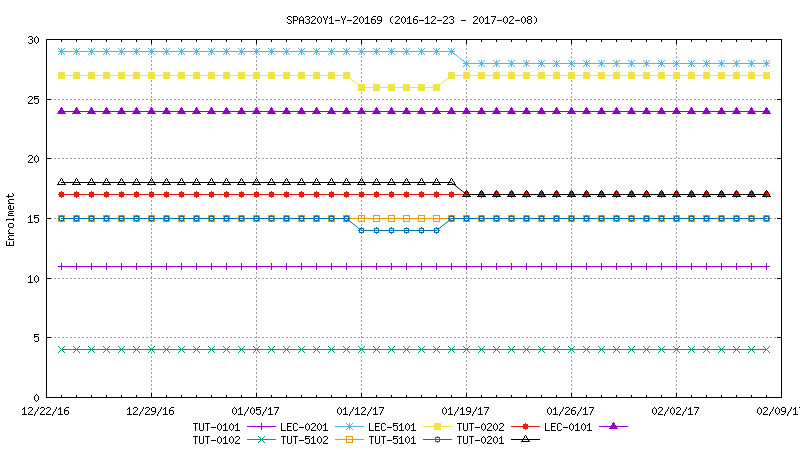 SPA320Y1-Y-20169 (2016-12-23 - 2017-02-08)
30
25
20
15
10
5
0
Enrolment
12/22/16 12/29/16 01/05/17 01/12/17 01/19/17 01/26/17 02/02/17 02/09/17
TUT-0101 LEC-0201 LEC-5101 TUT-0202 LEC-0101
TUT-0102 TUT-5102 TUT-5101 TUT-0201